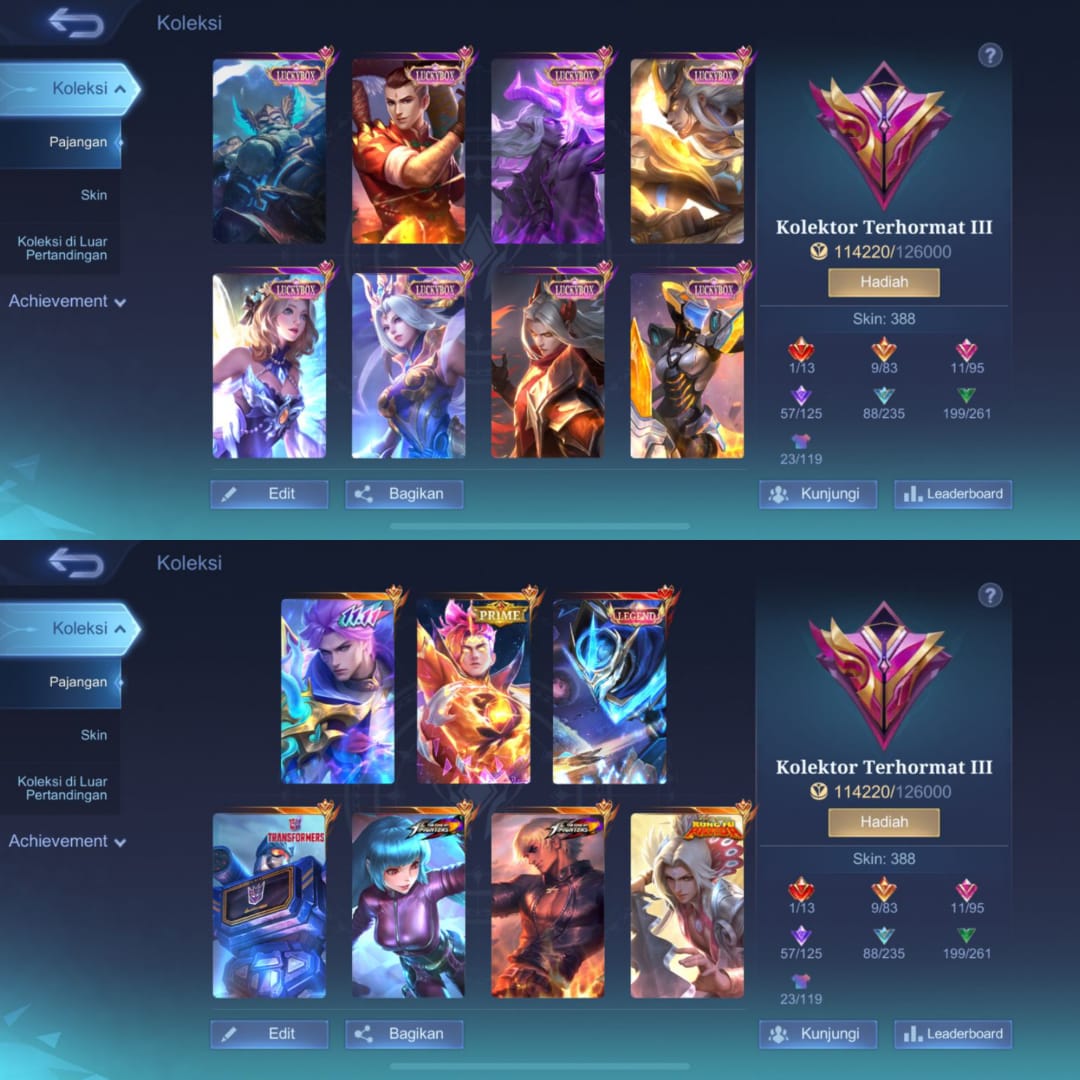 Koleksi
Koleksi
Pajangan
Skin
Koleksi di Luar
Pertandingan
Achievement
LUCKYBOX
LUCKYBOX
LUCKYBOX
LUCKYBOX
LUCKYBOX
LUCKYBOX
LUCKYBOX
LUCKYBOX
Edit
Bagikan
?
Kolektor Terhormat III
114220/126000
Hadiah
Skin: 388
1/13
9/83
11/95
57/125
88/235
199/261
23/119
Kunjungi
Leaderboard
Koleksi
Koleksi
Pajangan
Skin
Koleksi di Luar
Pertandingan
Achievement
PRIME
LEGEND
TRANSFORMERS
KUNG FU
Edit
Bagikan
?
Kolektor Terhormat III
114220/126000
Hadiah
Skin: 388
1/13
9/83
11/95
57/125
88/235
199/261
23/119
Kunjungi
Leaderboard